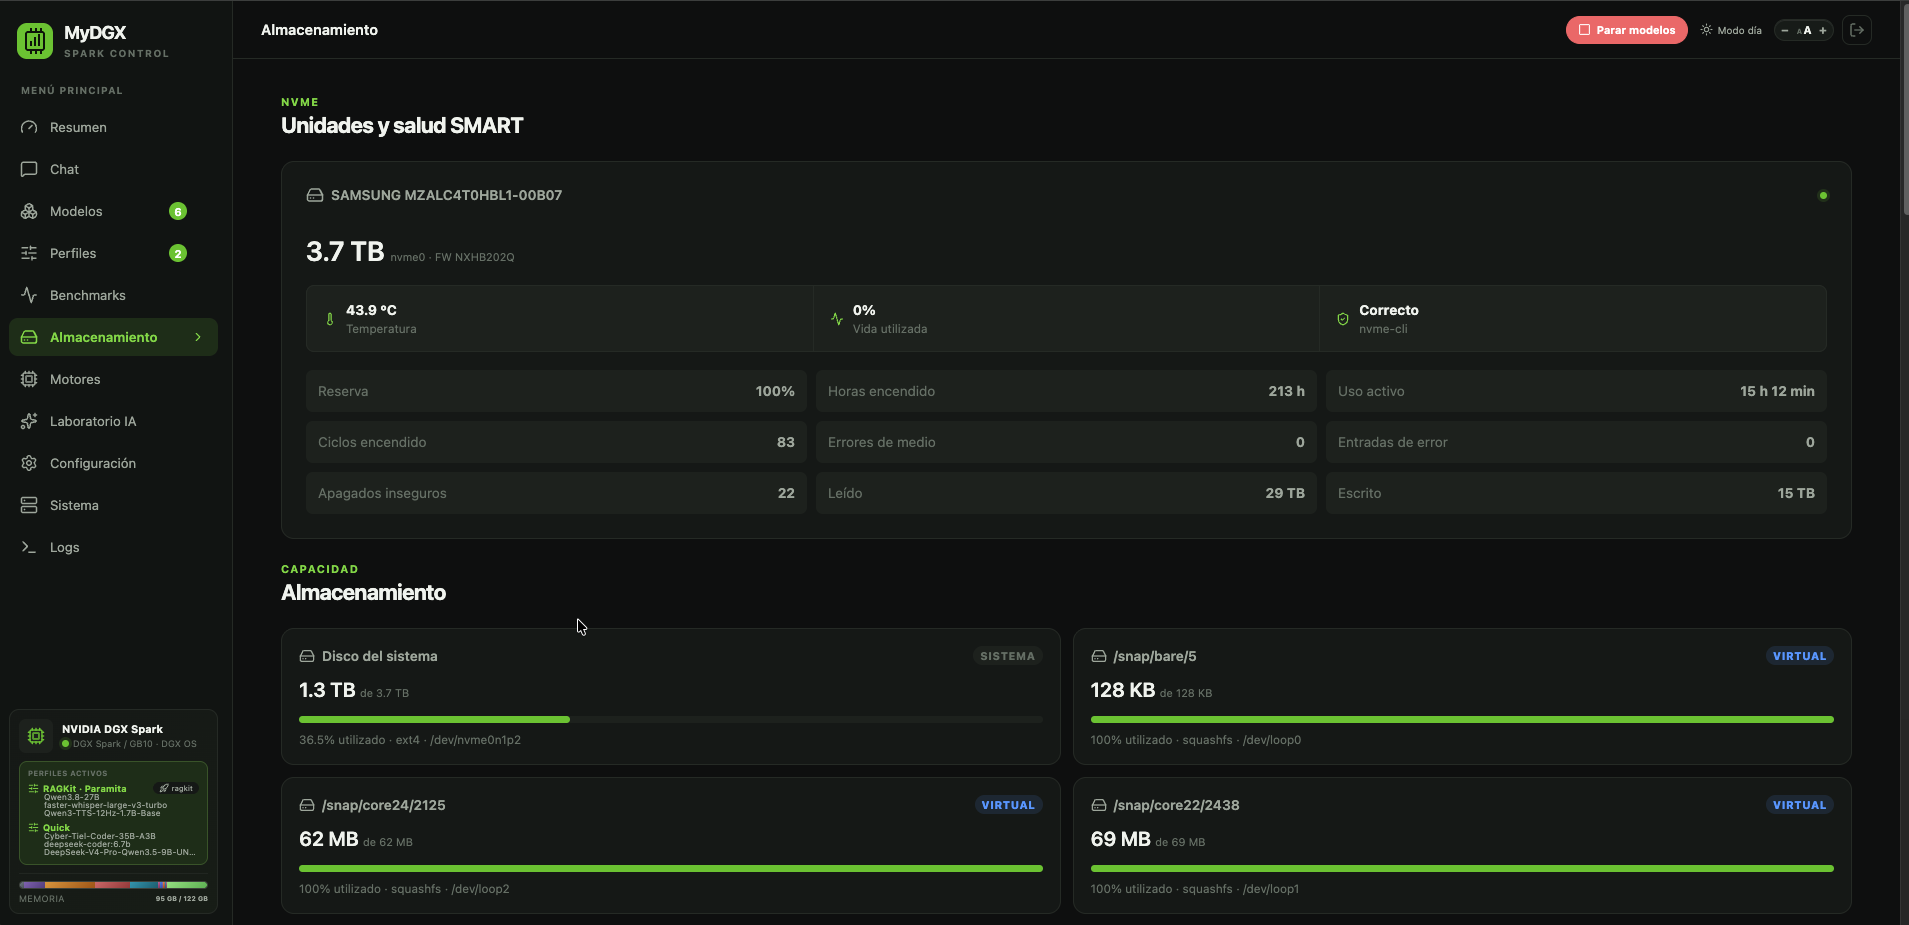 MyDGX
SPARK CONTROL
MENÚ PRINCIPAL
Resumen
Chat
Modelos 6
Perfiles 2
Benchmarks
Almacenamiento
Motores
Laboratorio IA
Configuración
Sistema
Logs
NVIDIA DGX Spark
DGX Spark / GB10 · DGX OS
PERFILES ACTIVOS
RAGKit · Paramita ragkit
Qwen3.8-27B
faster-whisper-large-v3-turbo
Qwen3-TTS-12Hz-1.7B-Base
Quick
Cyber-Tiel-Coder-35B-A3B
deepseek-coder:6.7b
DeepSeek-V4-Pro-Qwen3.5-9B-UN...
MEMORIA 95 GB / 122 GB
Almacenamiento
Parar modelos
Modo día
− A A +
NVME
Unidades y salud SMART
SAMSUNG MZALC4T0HBL1-00B07
3.7 TB nvme0 · FW NXHB202Q
43.9 °C
Temperatura
0%
Vida utilizada
Correcto
nvme-cli
Reserva 100%
Horas encendido 213 h
Uso activo 15 h 12 min
Ciclos encendido 83
Errores de medio 0
Entradas de error 0
Apagados inseguros 22
Leído 29 TB
Escrito 15 TB
CAPACIDAD
Almacenamiento
Disco del sistema SISTEMA
1.3 TB de 3.7 TB
36.5% utilizado · ext4 · /dev/nvme0n1p2
/snap/bare/5 VIRTUAL
128 KB de 128 KB
100% utilizado · squashfs · /dev/loop0
/snap/core24/2125 VIRTUAL
62 MB de 62 MB
100% utilizado · squashfs · /dev/loop2
/snap/core22/2438 VIRTUAL
69 MB de 69 MB
100% utilizado · squashfs · /dev/loop1